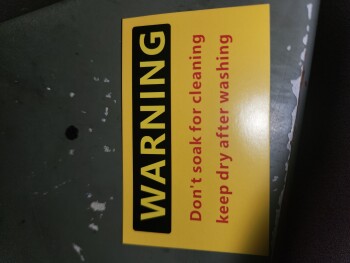 WARNING
Don't soak for cleaning
keep dry after washing